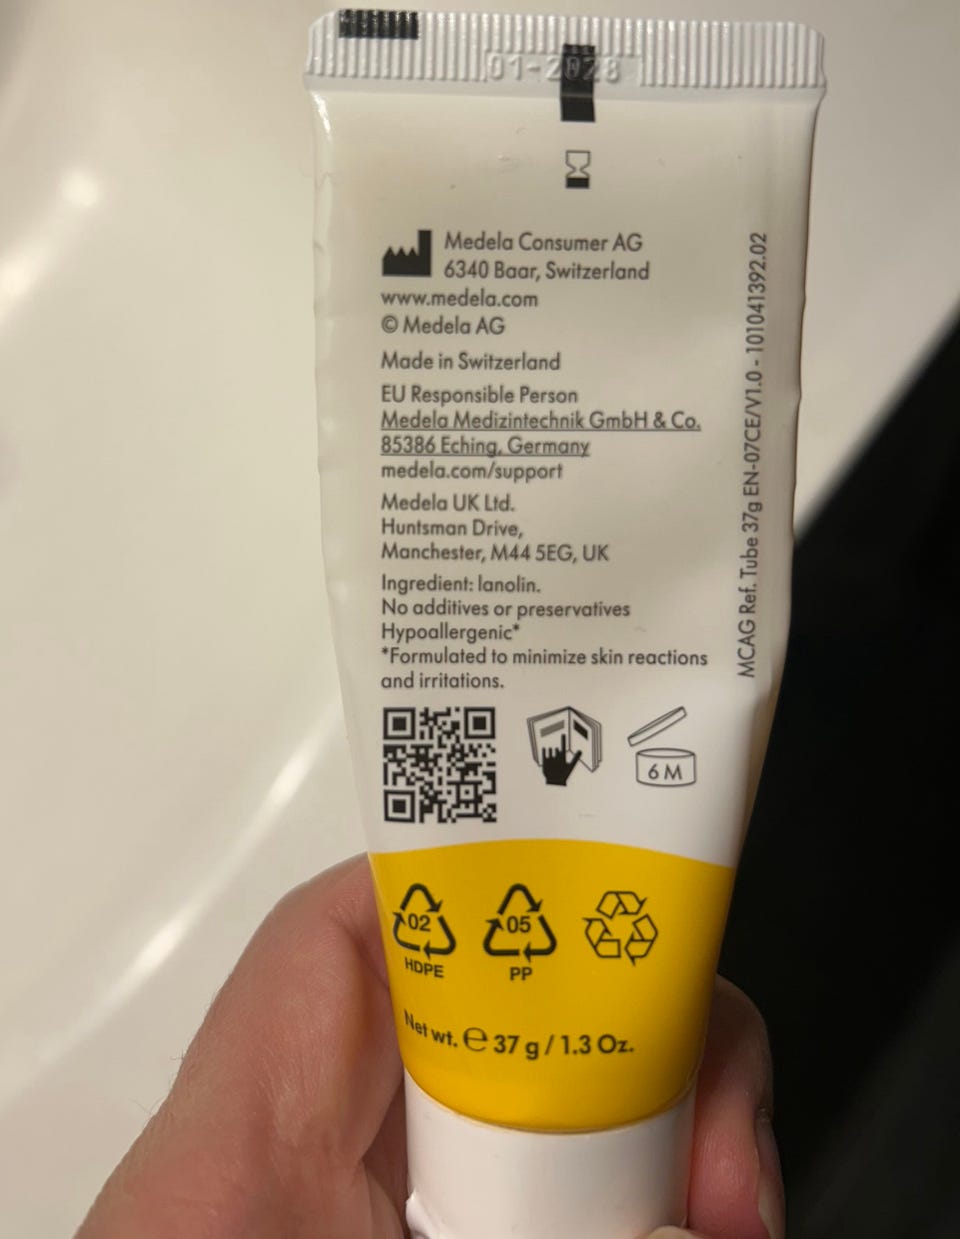 01-2028
Medela Consumer AG
6340 Baar, Switzerland
www.medela.com
© Medela AG
Made in Switzerland
EU Responsible Person
Medela Medizintechnik GmbH & Co.
85386 Eching, Germany
medela.com/support
Medela UK Ltd.
Huntsman Drive,
Manchester, M44 5EG, UK
Ingredient: lanolin.
No additives or preservatives
Hypoallergenic*
*Formulated to minimize skin reactions
and irritations.
MCAG Ref. Tube 37g EN-07CE/V1.0 - 101041392.02
6 M
02
HDPE
05
PP
Net wt. ℮ 37 g / 1.3 Oz.